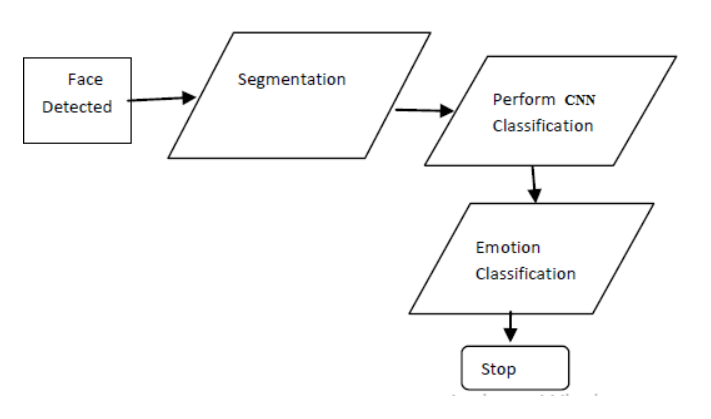 Face
Detected
Segmentation
Perform CNN
Classification
Emotion
Classification
Stop